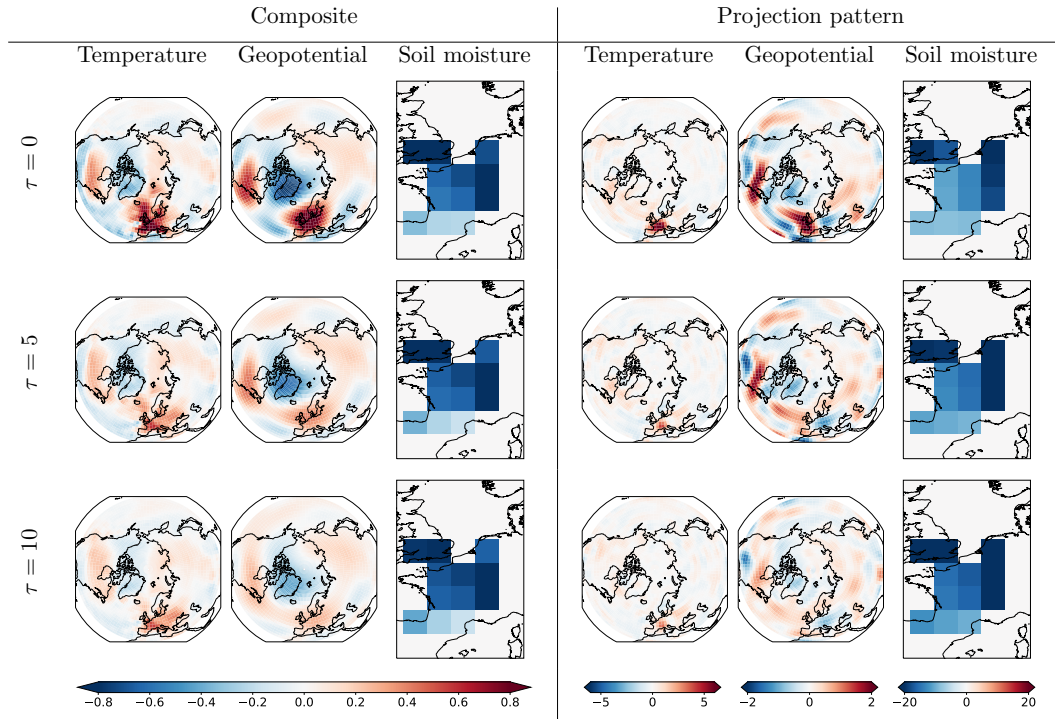 Composite Projection pattern
Temperature Geopotential Soil moisture Temperature Geopotential Soil moisture
τ = 0
τ = 5
τ = 10
−0.8 −0.6 −0.4 −0.2 0.0 0.2 0.4 0.6 0.8 −5 0 5 −2 0 2 −20 0 20